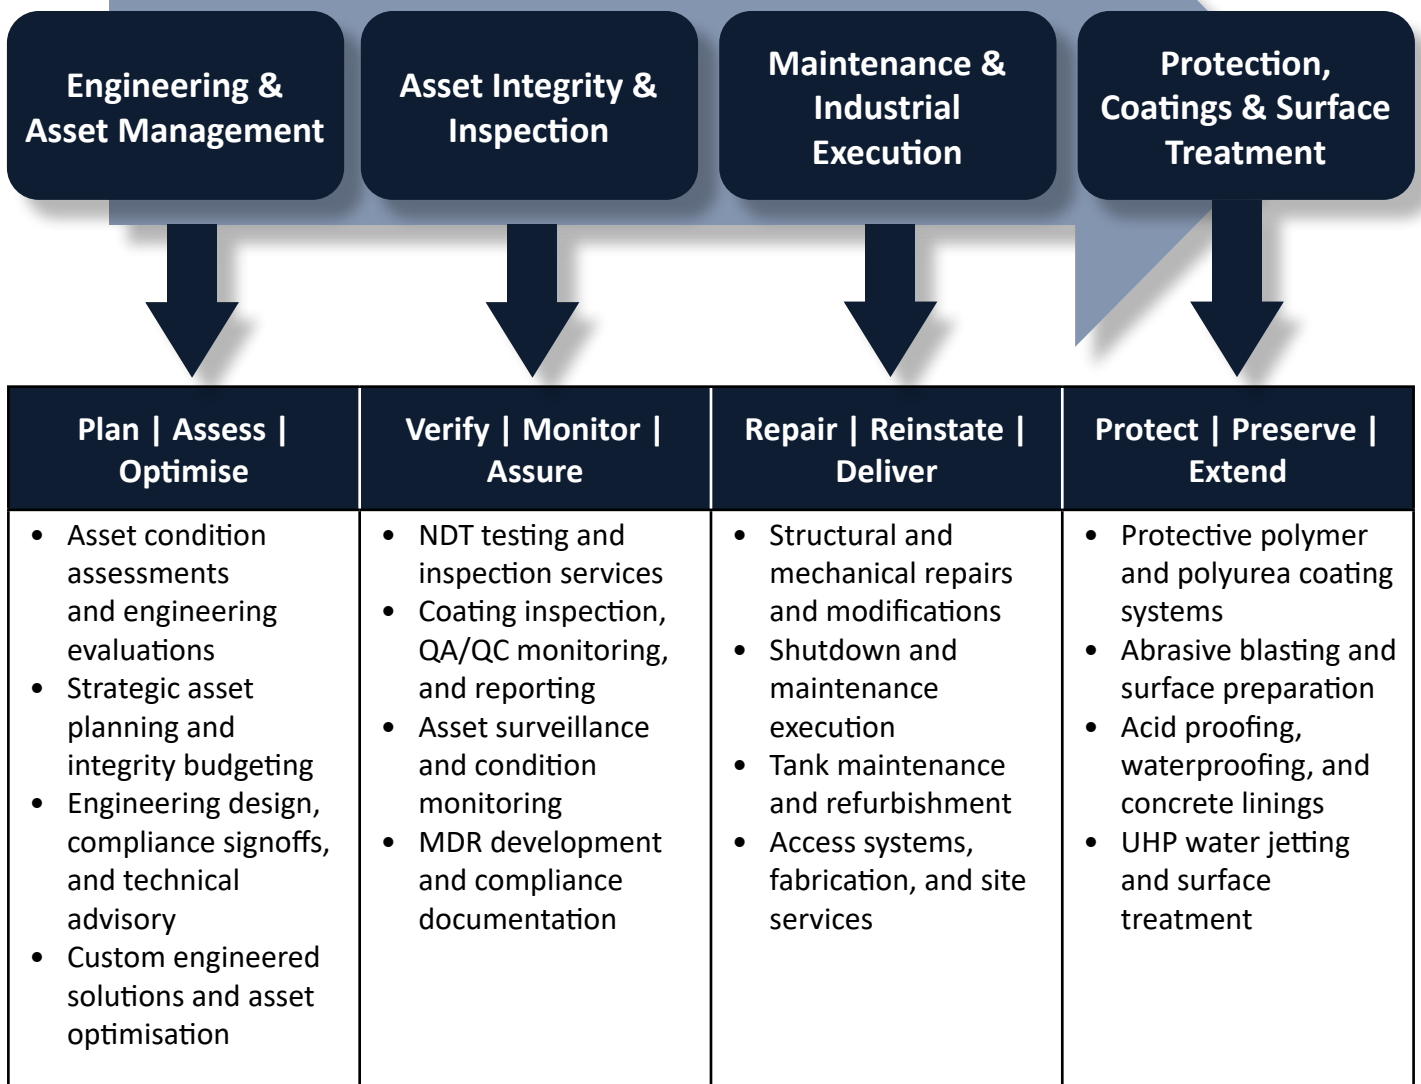 Engineering &
Asset Management
Asset Integrity &
Inspection
Maintenance &
Industrial
Execution
Protection,
Coatings & Surface
Treatment
Plan | Assess |
Optimise
Verify | Monitor |
Assure
Repair | Reinstate |
Deliver
Protect | Preserve |
Extend
• Asset condition
assessments
and engineering
evaluations
• Strategic asset
planning and
integrity budgeting
• Engineering design,
compliance signoffs,
and technical
advisory
• Custom engineered
solutions and asset
optimisation
• NDT testing and
inspection services
• Coating inspection,
QA/QC monitoring,
and reporting
• Asset surveillance
and condition
monitoring
• MDR development
and compliance
documentation
• Structural and
mechanical repairs
and modifications
• Shutdown and
maintenance
execution
• Tank maintenance
and refurbishment
• Access systems,
fabrication, and site
services
• Protective polymer
and polyurea coating
systems
• Abrasive blasting and
surface preparation
• Acid proofing,
waterproofing, and
concrete linings
• UHP water jetting
and surface
treatment